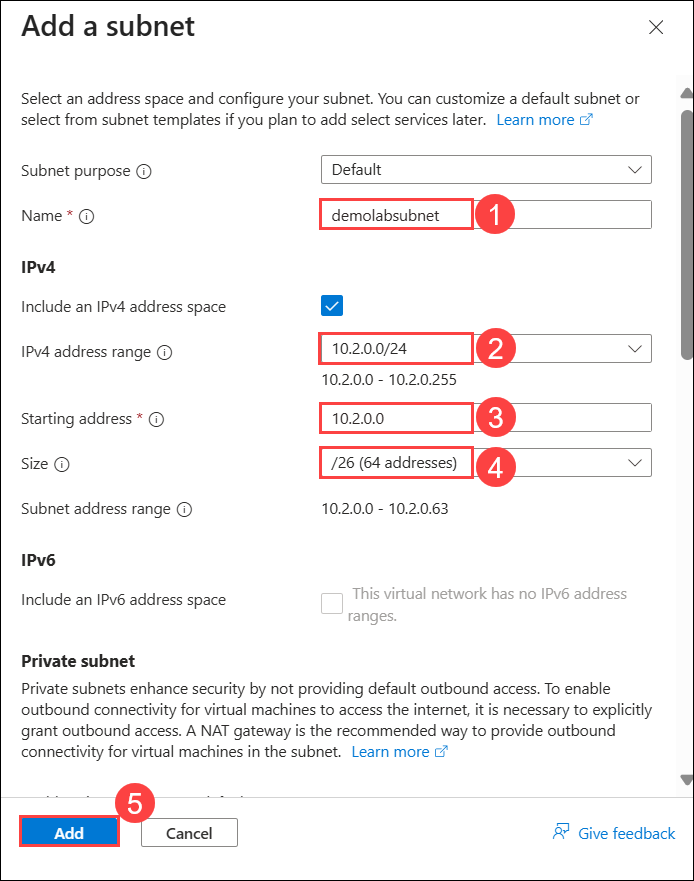 Add a subnet
Select an address space and configure your subnet. You can customize a default subnet or
select from subnet templates if you plan to add select services later. Learn more
Subnet purpose
Default
Name *
demolabsubnet
1
IPv4
Include an IPv4 address space
IPv4 address range
10.2.0.0/24
2
10.2.0.0 - 10.2.0.255
Starting address *
10.2.0.0
3
Size
/26 (64 addresses)
4
Subnet address range
10.2.0.0 - 10.2.0.63
IPv6
Include an IPv6 address space
This virtual network has no IPv6 address
ranges.
Private subnet
Private subnets enhance security by not providing default outbound access. To enable
outbound connectivity for virtual machines to access the internet, it is necessary to explicitly
grant outbound access. A NAT gateway is the recommended way to provide outbound
connectivity for virtual machines in the subnet. Learn more
5
Add
Cancel
Give feedback